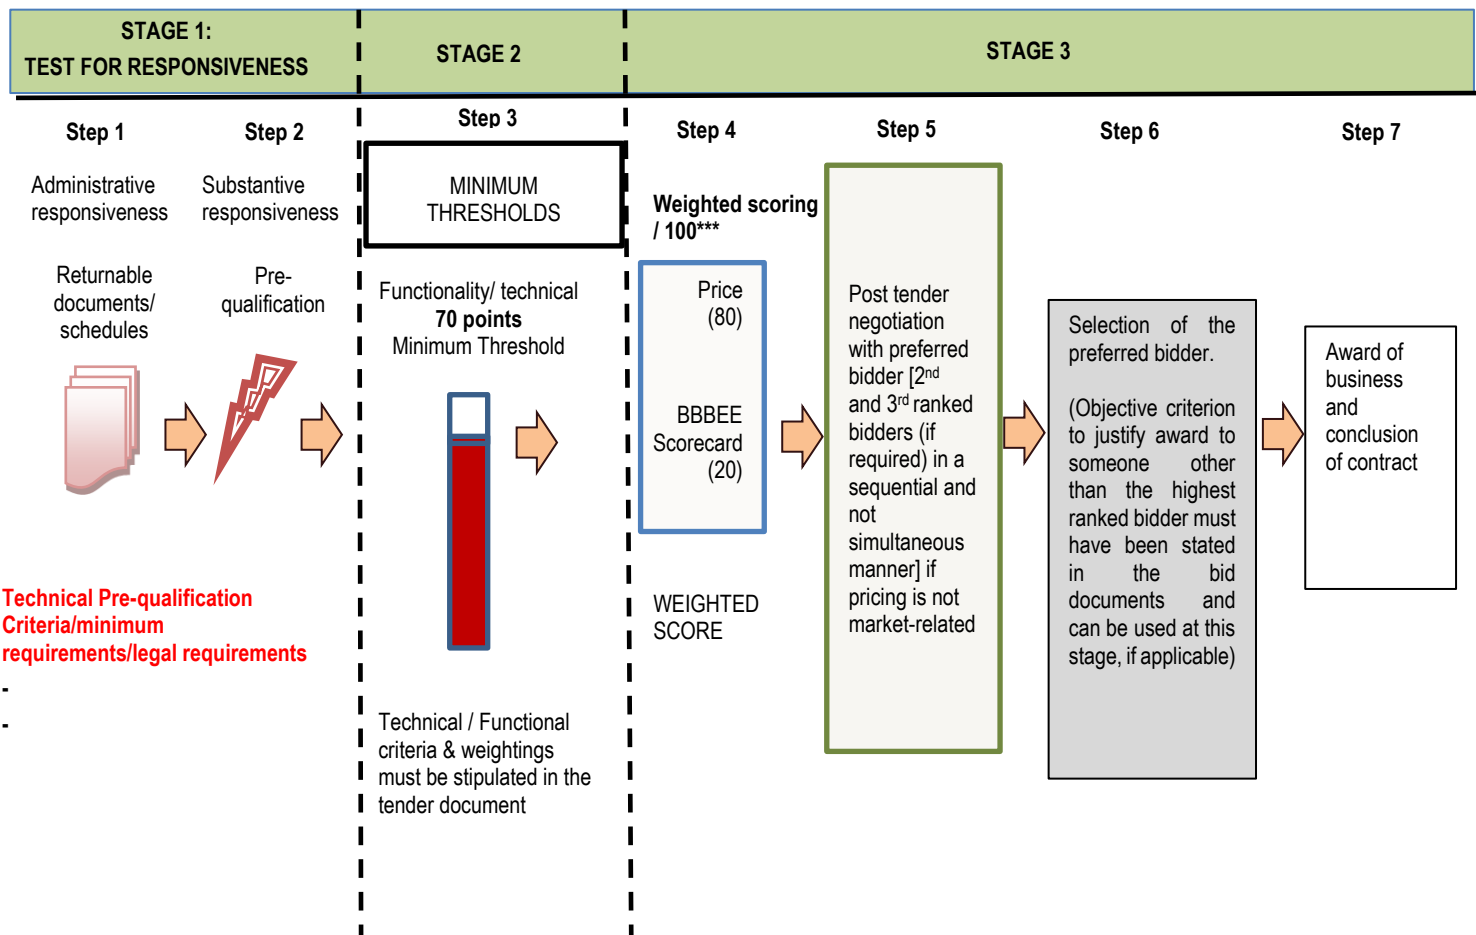 STAGE 1:
TEST FOR RESPONSIVENESS
STAGE 2
STAGE 3
Step 1
Step 2
Step 3
Step 4
Step 5
Step 6
Step 7
Administrative
responsiveness
Returnable
documents/
schedules
Substantive
responsiveness
Pre-
qualification
Technical Pre-qualification
Criteria/minimum
requirements/legal requirements
-
-
MINIMUM
THRESHOLDS
Functionality/ technical
70 points
Minimum Threshold
Technical / Functional
criteria & weightings
must be stipulated in the
tender document
Weighted scoring
/ 100***
Price
(80)
BBBEE
Scorecard
(20)
WEIGHTED
SCORE
Post tender
negotiation
with preferred
bidder [2nd
and 3rd ranked
bidders (if
required) in a
sequential and
not
simultaneous
manner] if
pricing is not
market-related
Selection of the
preferred bidder.
(Objective criterion
to justify award to
someone other
than the highest
ranked bidder must
have been stated
in the bid
documents and
can be used at this
stage, if applicable)
Award of
business
and
conclusion
of contract